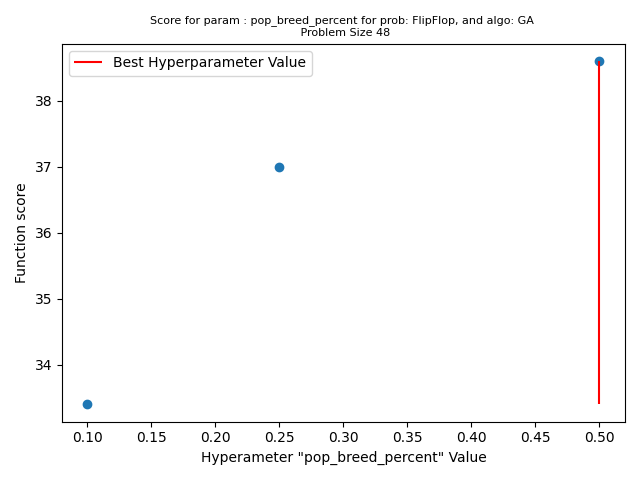 Score for param : pop_breed_percent for prob: FlipFlop, and algo: GA
Problem Size 48
Best Hyperparameter Value
38
37
36
35
34
Function score
0.10 0.15 0.20 0.25 0.30 0.35 0.40 0.45 0.50
Hyperameter "pop_breed_percent" Value